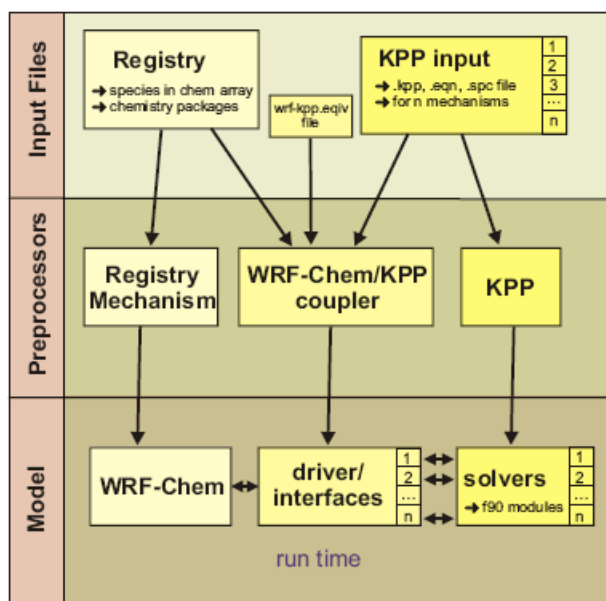 Input Files
Registry
➔ species in chem array
➔ chemistry packages
wrf-kpp.eqiv
file
KPP input
➔ .kpp, .eqn, .spc file
➔ for n mechanisms
1
2
3
...
n
Preprocessors
Registry
Mechanism
WRF-Chem/KPP
coupler
KPP
Model
WRF-Chem
driver/
interfaces
1
2
...
n
solvers
➔ f90 modules
1
2
...
n
run time